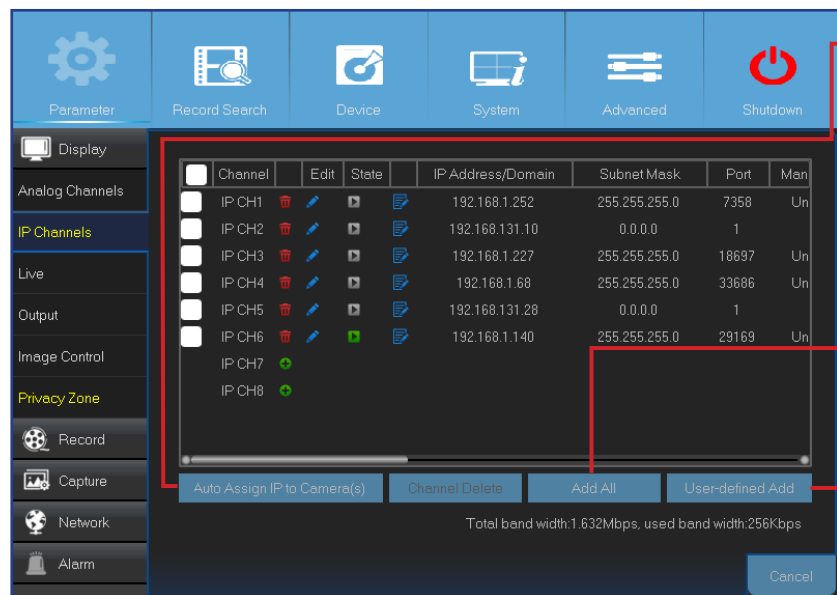 Parameter Record Search Device System Advanced Shutdown
Display
Analog Channels
IP Channels
Live
Output
Image Control
Privacy Zone
Record
Capture
Network
Alarm
Channel Edit State IP Address/Domain Subnet Mask Port Man
IP CH1 192.168.1.252 255.255.255.0 7358 Un
IP CH2 192.168.131.10 0.0.0.0 1
IP CH3 192.168.1.227 255.255.255.0 18697 Un
IP CH4 192.168.1.68 255.255.255.0 33686 Un
IP CH5 192.168.131.28 0.0.0.0 1
IP CH6 192.168.1.140 255.255.255.0 29169 Un
IP CH7
IP CH8
Auto Assign IP to Camera(s) Channel Delete Add All User-defined Add
Total band width:1.632Mbps, used band width:256Kbps
Cancel